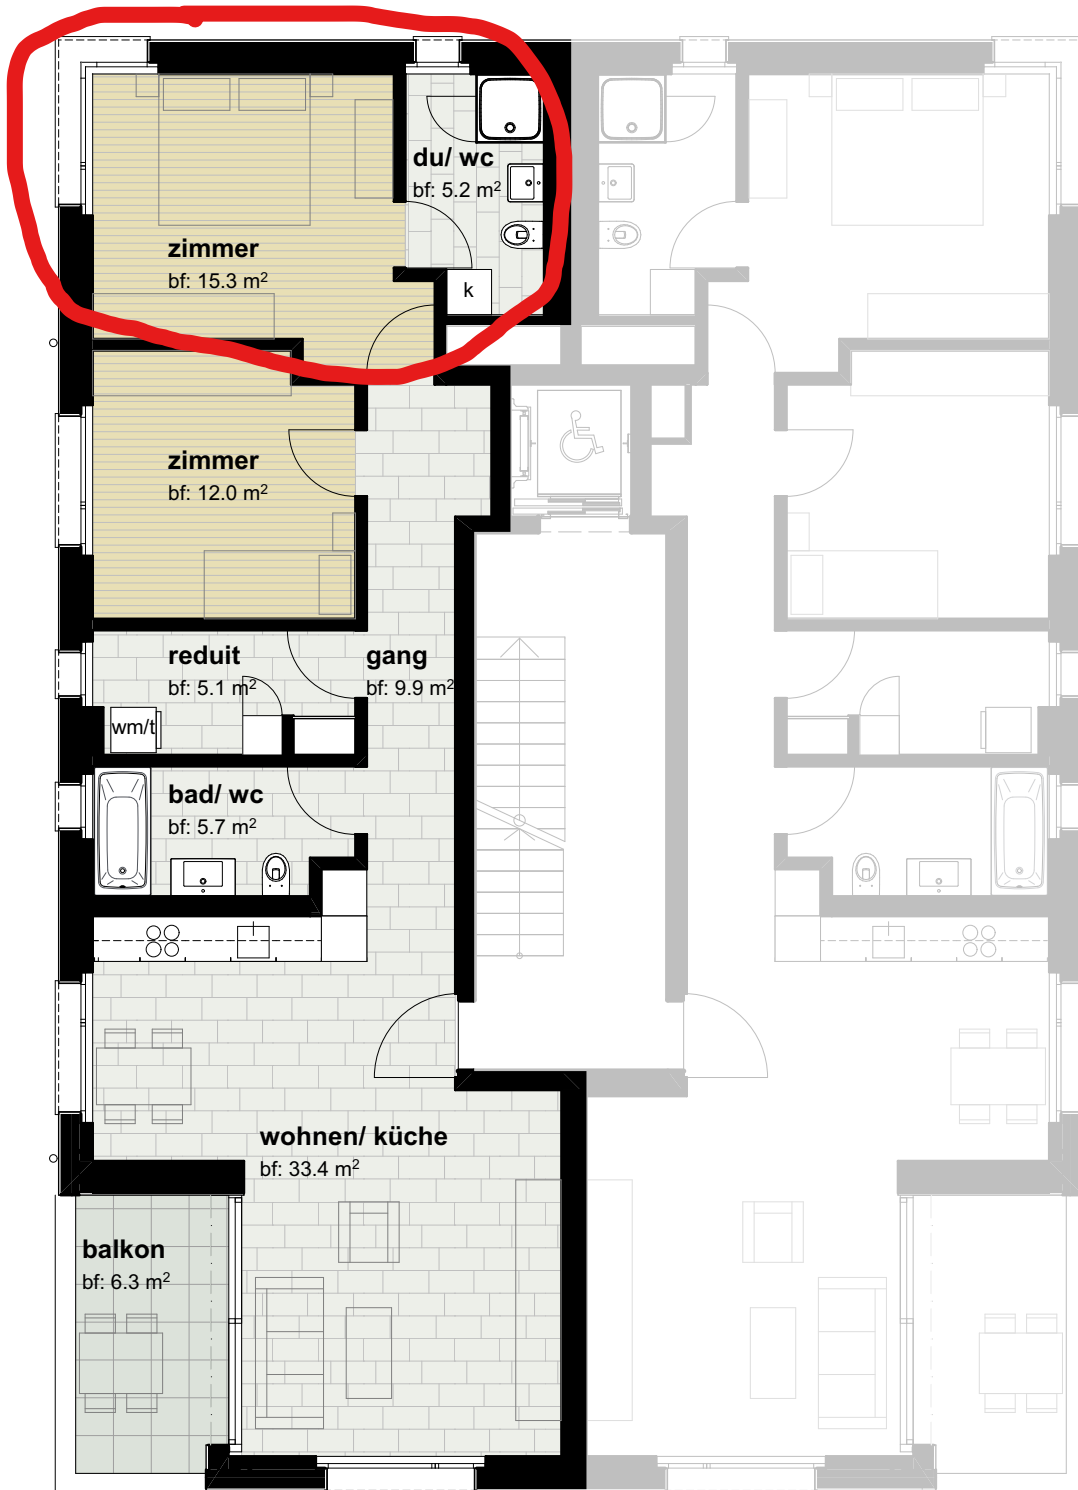 du/ wc
bf: 5.2 m²
zimmer
bf: 15.3 m²
k
zimmer
bf: 12.0 m²
reduit
bf: 5.1 m²
gang
bf: 9.9 m²
wm/t
bad/ wc
bf: 5.7 m²
wohnen/ küche
bf: 33.4 m²
balkon
bf: 6.3 m²